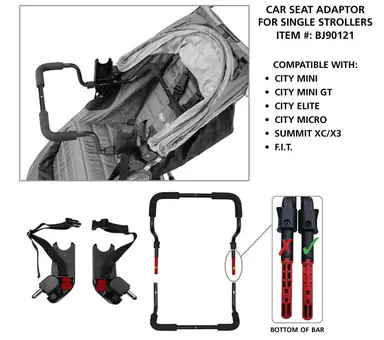 CAR SEAT ADAPTOR
FOR SINGLE STROLLERS
ITEM #: BJ90121
COMPATIBLE WITH:
• CITY MINI
• CITY MINI GT
• CITY ELITE
• CITY MICRO
• SUMMIT XC/X3
• F.I.T.
BOTTOM OF BAR